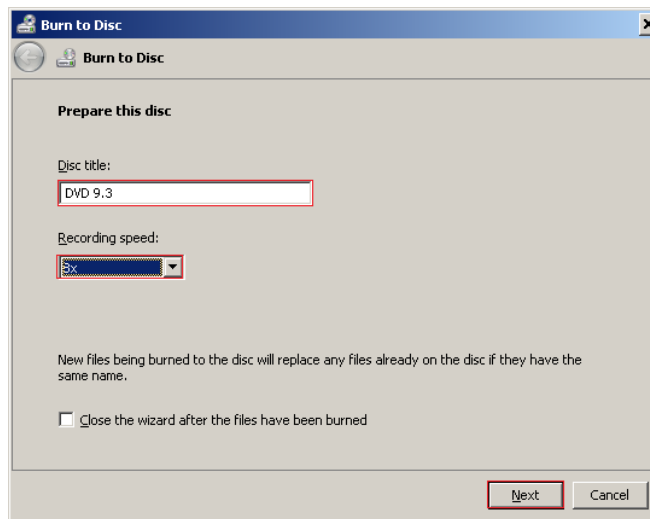 Burn to Disc
Burn to Disc
Prepare this disc
Disc title:
DVD 9.3
Recording speed:
8x
New files being burned to the disc will replace any files already on the disc if they have the
same name.
Close the wizard after the files have been burned
Next Cancel